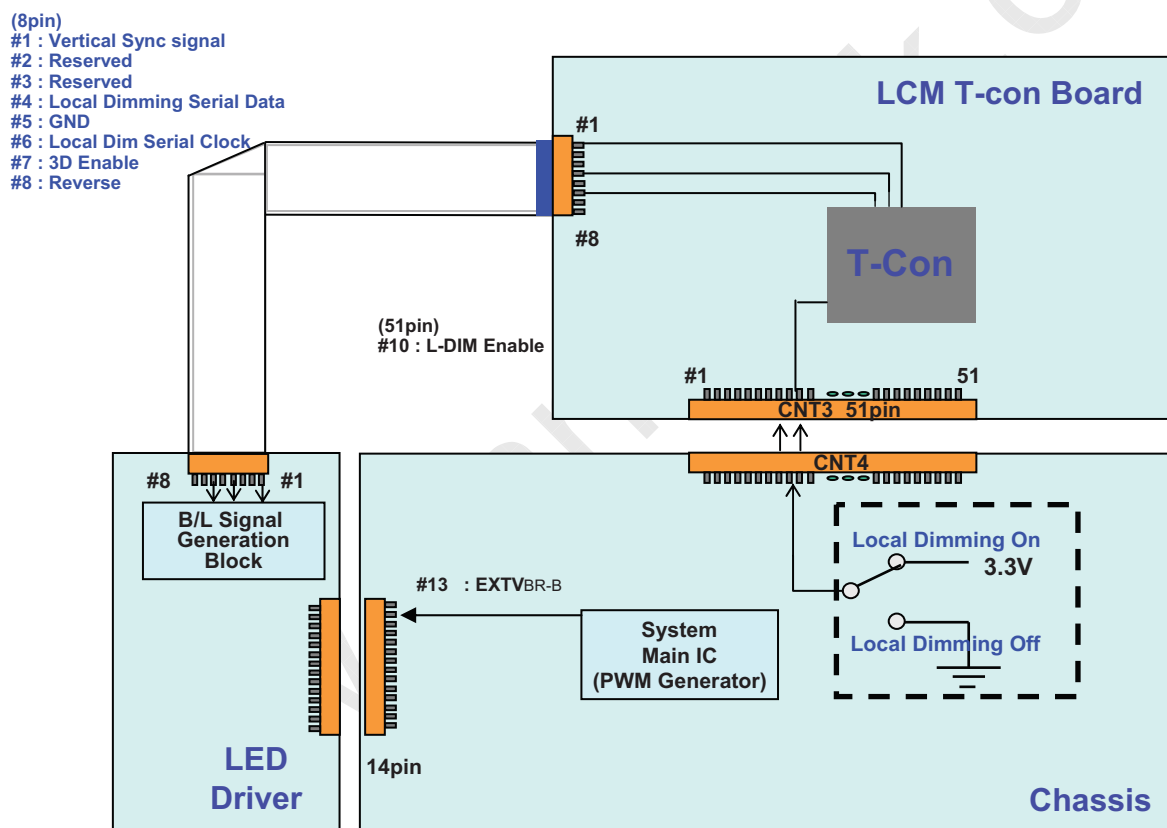 (8pin)
#1 : Vertical Sync signal
#2 : Reserved
#3 : Reserved
#4 : Local Dimming Serial Data
#5 : GND
#6 : Local Dim Serial Clock
#7 : 3D Enable
#8 : Reverse
LCM T-con Board
#1
#8
T-Con
(51pin)
#10 : L-DIM Enable
#1
51
CNT3 51pin
CNT4
#8
#1
B/L Signal
Generation
Block
Local Dimming On
3.3V
Local Dimming Off
#13 : EXTVBR-B
System
Main IC
(PWM Generator)
14pin
LED
Driver
Chassis